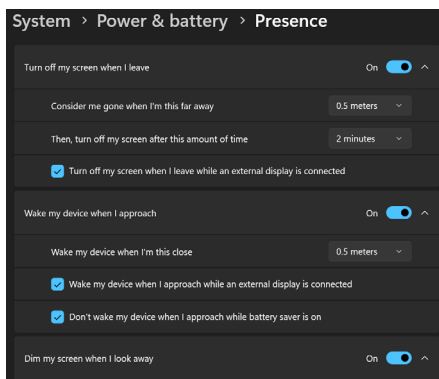 System > Power & battery > Presence
Turn off my screen when I leave On
Consider me gone when I'm this far away 0.5 meters
Then, turn off my screen after this amount of time 2 minutes
Turn off my screen when I leave while an external display is connected
Wake my device when I approach On
Wake my device when I'm this close 0.5 meters
Wake my device when I approach while an external display is connected
Don't wake my device when I approach while battery saver is on
Dim my screen when I look away On